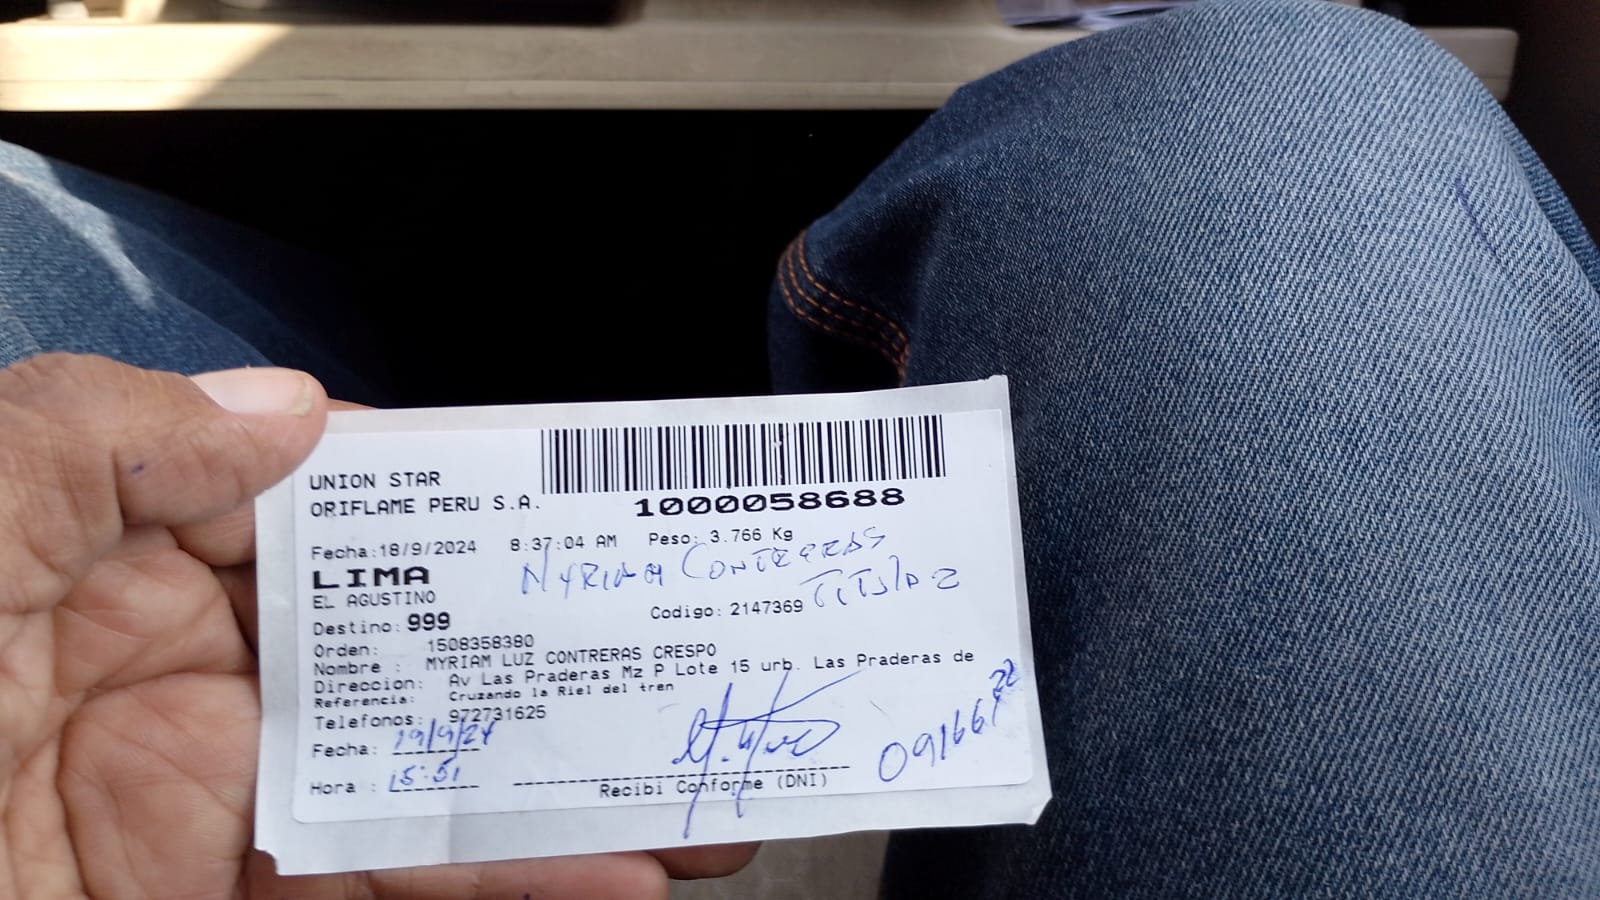 UNION STAR
ORIFLAME PERU S.A.
1000058688
Fecha:18/9/2024 8:37:04 AM Peso: 3.766 Kg
LIMA
MYRIAM CONTRERAS
EL AGUSTINO
TITULAR
Destino: 999 Codigo: 2147369
Orden: 1508358380
Nombre : MYRIAM LUZ CONTRERAS CRESPO
Direccion: Av Las Praderas Mz P Lote 15 urb. Las Praderas de
Referencia: Cruzando la Riel del tren
Telefonos: 972731625
Fecha: 19/9/24
Hora : 15:51
Recibi Conforme (DNI)